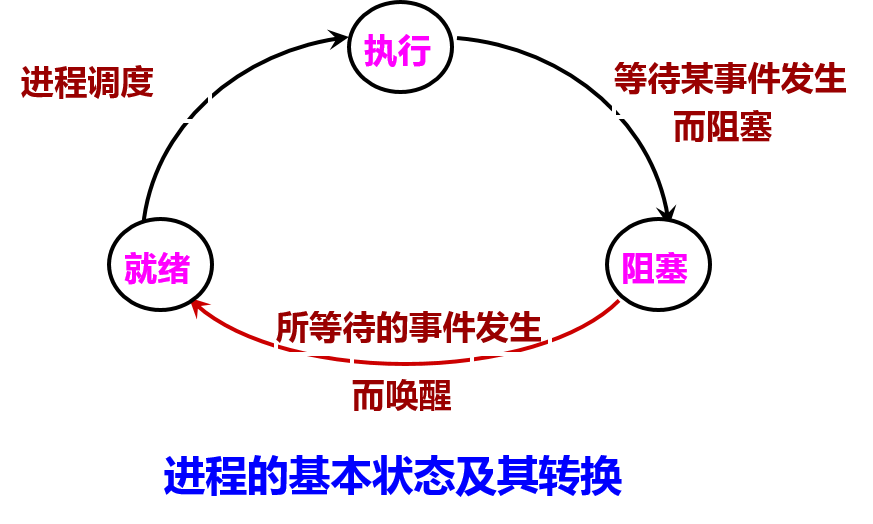 执行
进程调度
等待某事件发生
而阻塞
就绪
阻塞
所等待的事件发生
而唤醒
进程的基本状态及其转换